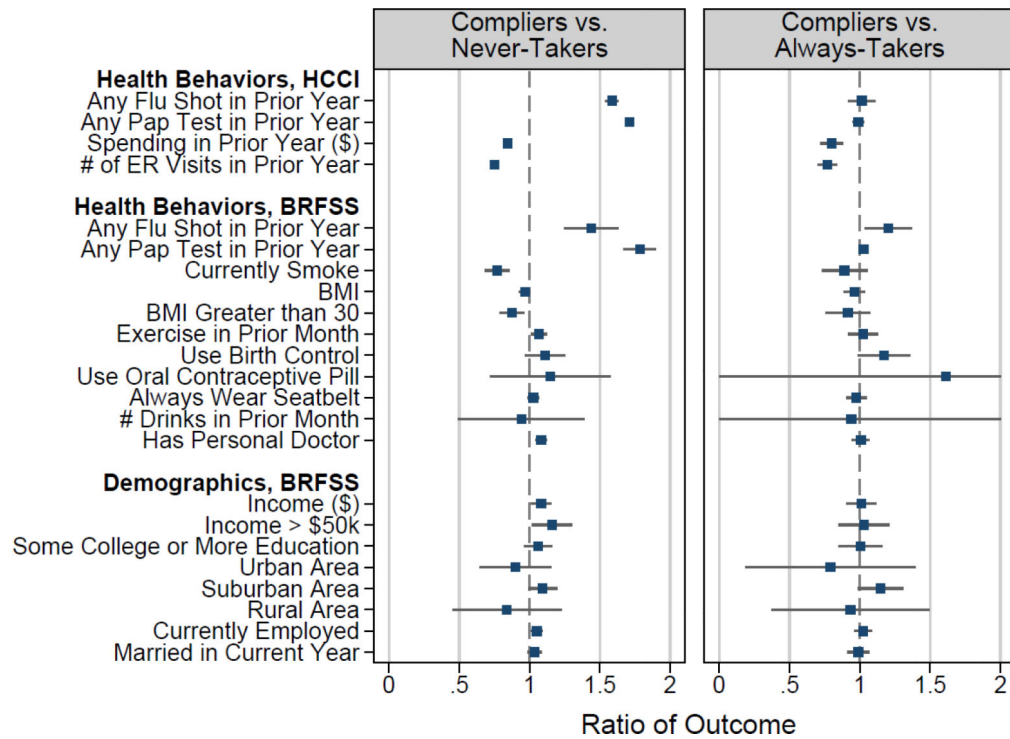 Compliers vs.
Never-Takers
Compliers vs.
Always-Takers
Health Behaviors, HCCI
Any Flu Shot in Prior Year
Any Pap Test in Prior Year
Spending in Prior Year ($)
# of ER Visits in Prior Year
Health Behaviors, BRFSS
Any Flu Shot in Prior Year
Any Pap Test in Prior Year
Currently Smoke
BMI
BMI Greater than 30
Exercise in Prior Month
Use Birth Control
Use Oral Contraceptive Pill
Always Wear Seatbelt
# Drinks in Prior Month
Has Personal Doctor
Demographics, BRFSS
Income ($)
Income > $50k
Some College or More Education
Urban Area
Suburban Area
Rural Area
Currently Employed
Married in Current Year
0 .5 1 1.5 2
0 .5 1 1.5 2
Ratio of Outcome